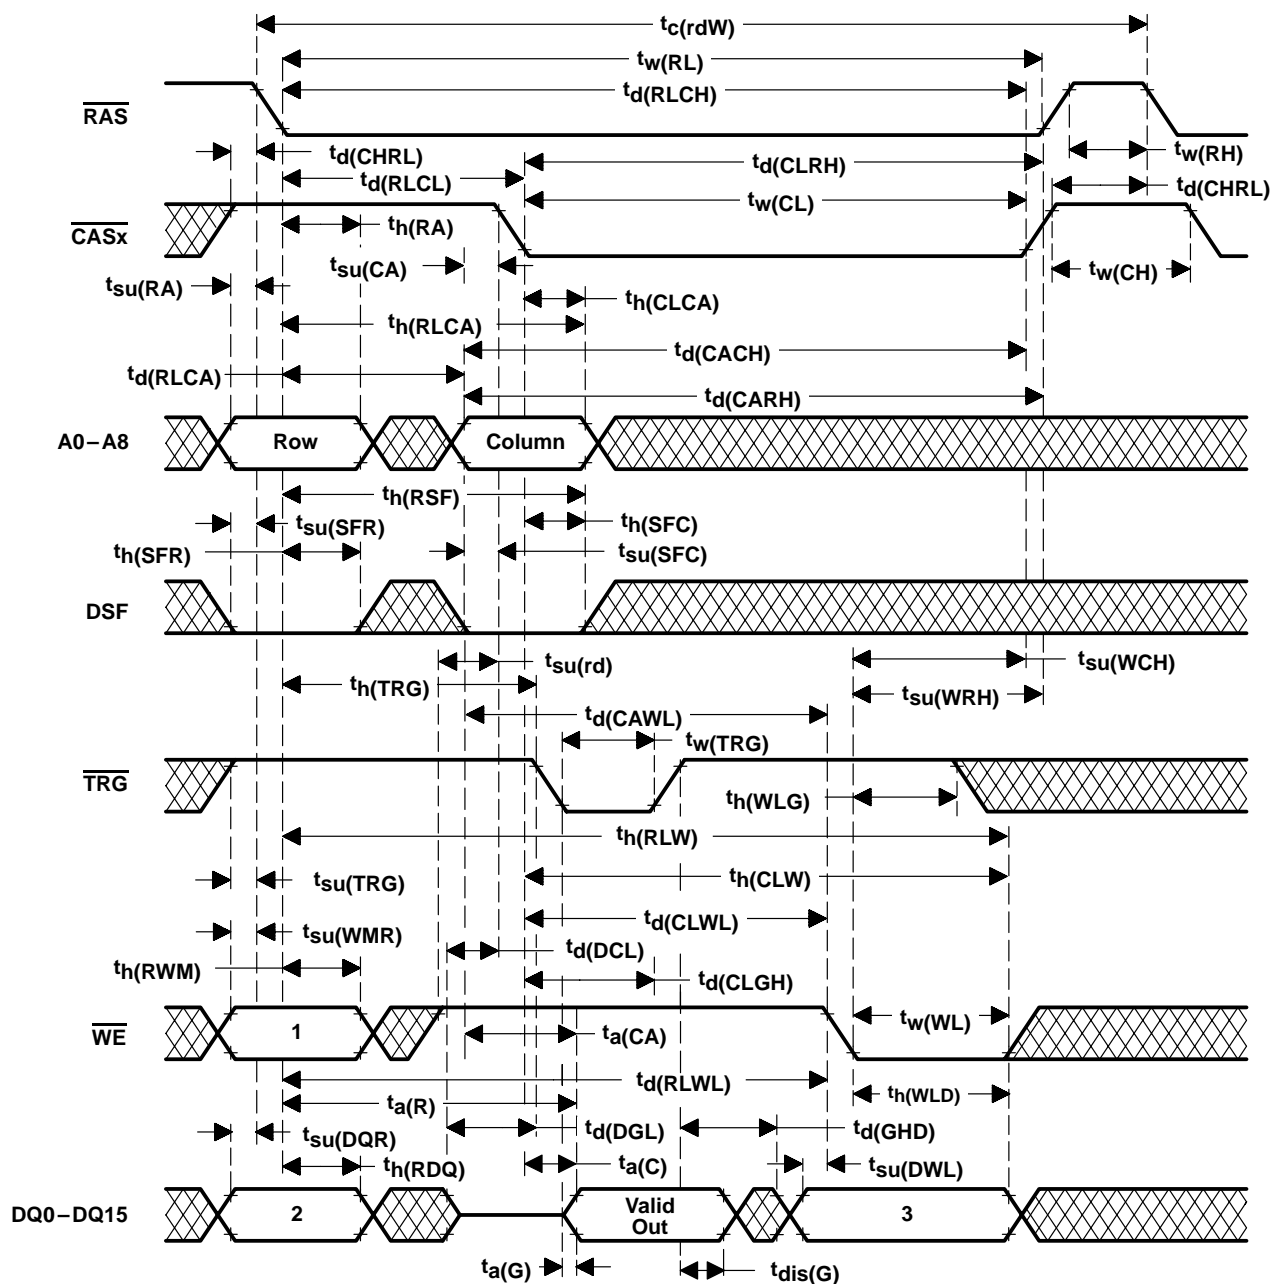 tc(rdW)
tw(RL)
td(RLCH)
RAS
td(CHRL)
td(CLRH)
tw(RH)
td(RLCL)
td(CHRL)
tw(CL)
CASx
th(RA)
tsu(CA)
tw(CH)
tsu(RA)
th(CLCA)
th(RLCA)
td(CACH)
td(RLCA)
td(CARH)
A0–A8
Row
Column
th(RSF)
tsu(SFR)
th(SFC)
th(SFR)
tsu(SFC)
DSF
tsu(rd)
tsu(WCH)
th(TRG)
tsu(WRH)
td(CAWL)
tw(TRG)
TRG
th(WLG)
th(RLW)
tsu(TRG)
th(CLW)
td(CLWL)
tsu(WMR)
td(DCL)
th(RWM)
td(CLGH)
WE
1
tw(WL)
ta(CA)
td(RLWL)
th(WLD)
ta(R)
tsu(DQR)
td(DGL)
td(GHD)
th(RDQ)
ta(C)
tsu(DWL)
DQ0–DQ15
2
Valid
Out
3
ta(G)
tdis(G)